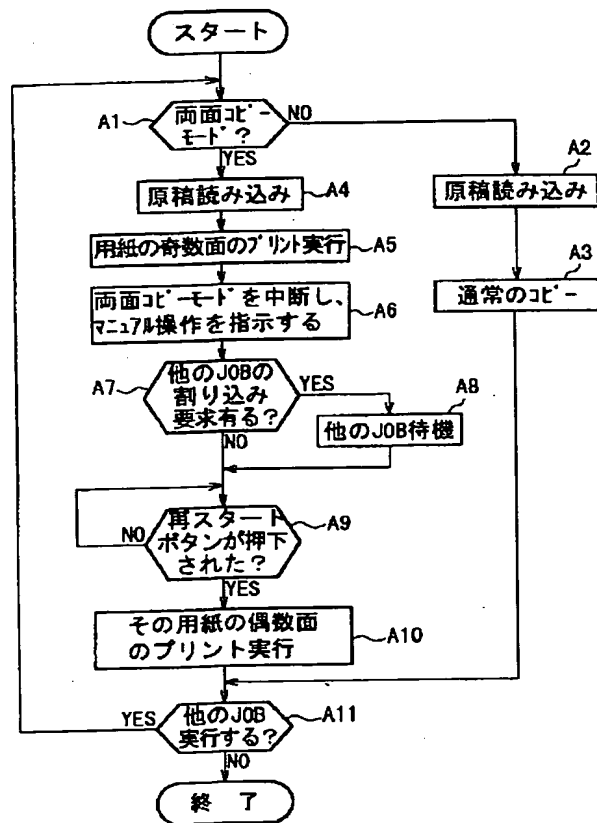 スタート
A1
両面コピー
モード?
NO
YES
A2
原稿読み込み
A4
原稿読み込み
用紙の奇数面のプリント実行
A5
A3
通常のコピー
両面コピーモードを中断し、
マニュアル操作を指示する
A6
A7
他のJOBの
割り込み
要求有る?
YES
NO
A8
他のJOB待機
再スタート
ボタンが押下
された?
A9
NO
YES
その用紙の偶数面
のプリント実行
A10
YES
他のJOB
実行する?
A11
NO
終 了